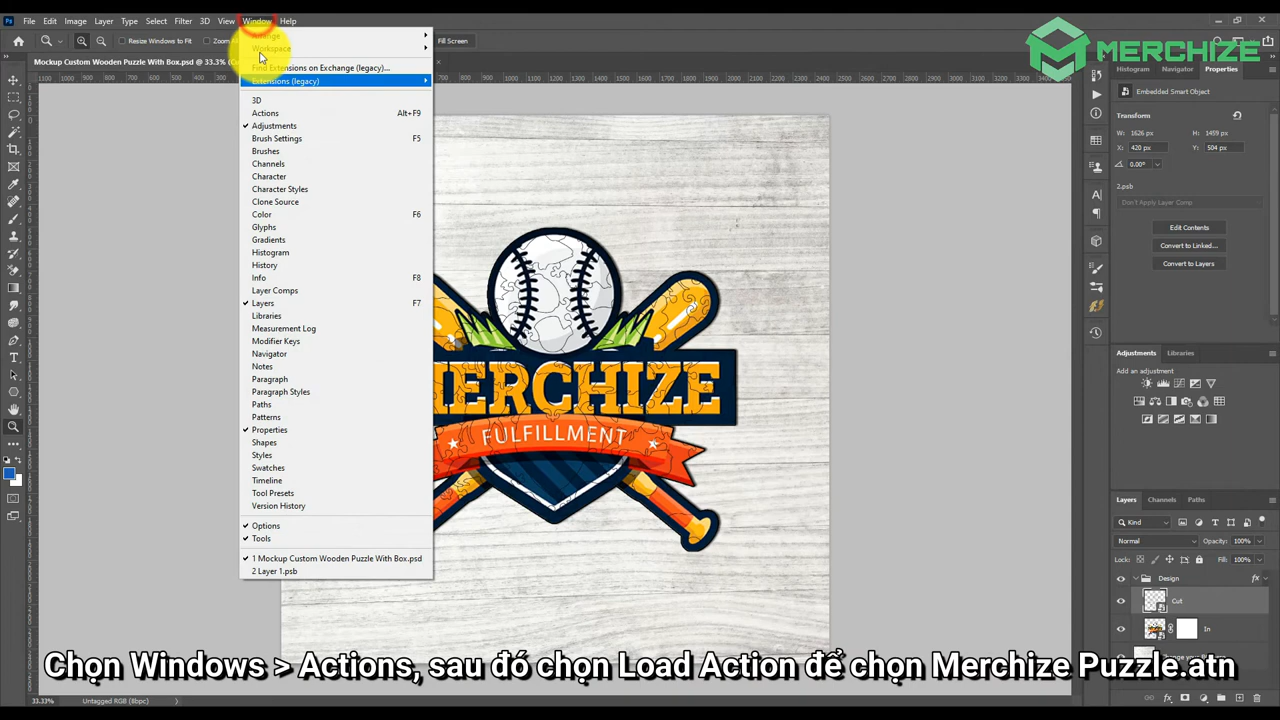 File Edit Image Layer Type Select Filter 3D View Window Help
Resize Windows to Fit Fill Screen
MERCHIZE
Mockup Custom Wooden Puzzle With Box.psd @ 33.3%
Workspace
Find Extensions on Exchange (legacy)...
Extensions (legacy)
3D
Actions Alt+F9
Adjustments
Brush Settings F5
Brushes
Channels
Character
Character Styles
Clone Source
Color F6
Glyphs
Gradients
Histogram
History
Info F8
Layer Comps
Layers F7
Libraries
Measurement Log
Modifier Keys
Navigator
Notes
Paragraph
Paragraph Styles
Paths
Patterns
Properties
Shapes
Styles
Swatches
Timeline
Tool Presets
Version History
Options
Tools
1 Mockup Custom Wooden Puzzle With Box.psd
2 Layer 1.psb
MERCHIZE
FULFILLMENT
Histogram Navigator Properties
Embedded Smart Object
Transform
W: 1626 px H: 1459 px
X: 420 px Y: 504 px
0.00°
2.psb
Don't Apply Layer Comp
Edit Contents
Convert to Linked...
Convert to Layers
Adjustments Libraries
Add an adjustment
Layers Channels Paths
Kind
Normal Opacity: 100%
Lock: Fill: 100%
Design fx
Cut
In
Chọn Windows > Actions, sau đó chọn Load Action để chọn Merchize Puzzle.atn
33.33% Untagged RGB (8bpc)